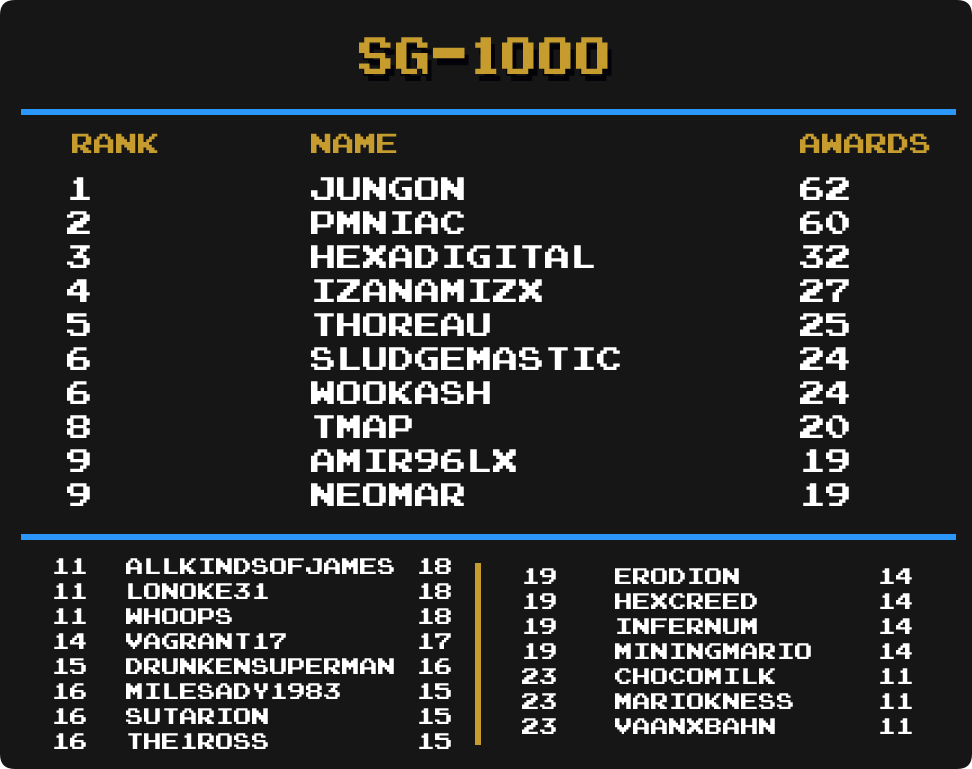 SG-1000
RANK NAME AWARDS
1 JUNGON 62
2 PMNIAC 60
3 HEXADIGITAL 32
4 IZANAMIZX 27
5 THOREAU 25
6 SLUDGEMASTIC 24
6 WOOKASH 24
8 TMAP 20
9 AMIR96LX 19
9 NEOMAR 19
11 ALLKINDSOFJAMES 18
11 LONOKE31 18
11 WHOOPS 18
14 VAGRANT17 17
15 DRUNKENSUPERMAN 16
16 MILESADY1983 15
16 SUTARION 15
16 THE1ROSS 15
19 ERODION 14
19 HEXCREED 14
19 INFERNUM 14
19 MININGMARIO 14
23 CHOCOMILK 11
23 MARIOKNESS 11
23 VAANXBAHN 11